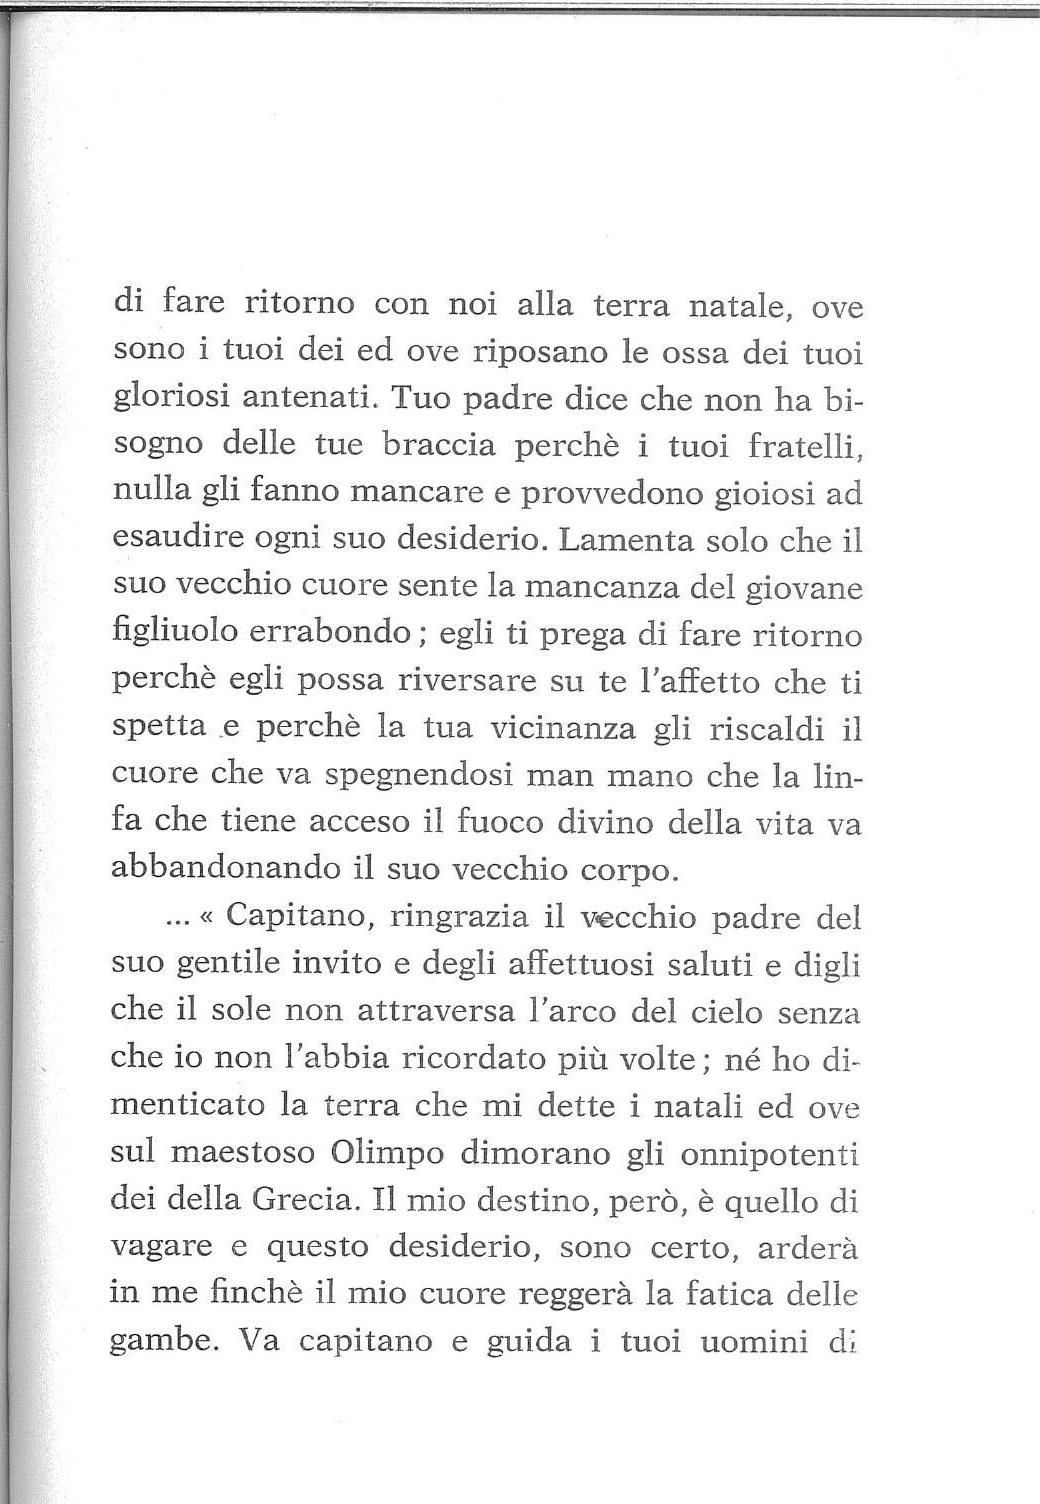 di fare ritorno con noi alla terra natale, ove
sono i tuoi dei ed ove riposano le ossa dei tuoi
gloriosi antenati. Tuo padre dice che non ha bi-
sogno delle tue braccia perchè i tuoi fratelli,
nulla gli fanno mancare e provvedono gioiosi ad
esaudire ogni suo desiderio. Lamenta solo che il
suo vecchio cuore sente la mancanza del giovane
figliuolo errabondo ; egli ti prega di fare ritorno
perchè egli possa riversare su te l'affetto che ti
spetta e perchè la tua vicinanza gli riscaldi il
cuore che va spegnendosi man mano che la lin-
fa che tiene acceso il fuoco divino della vita va
abbandonando il suo vecchio corpo.
... « Capitano, ringrazia il vecchio padre del
suo gentile invito e degli affettuosi saluti e digli
che il sole non attraversa l'arco del cielo senza
che io non l'abbia ricordato più volte ; né ho di-
menticato la terra che mi dette i natali ed ove
sul maestoso Olimpo dimorano gli onnipotenti
dei della Grecia. Il mio destino, però, è quello di
vagare e questo desiderio, sono certo, arderà
in me finchè il mio cuore reggerà la fatica delle
gambe. Va capitano e guida i tuoi uomini di